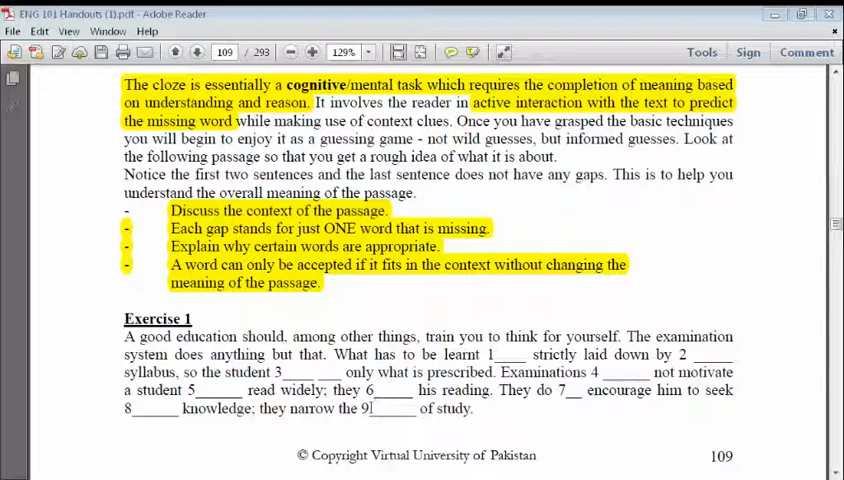 ENG 101 Handouts (1).pdf - Adobe Reader
File Edit View Window Help
109 / 293 129% Tools Sign Comment
The cloze is essentially a cognitive/mental task which requires the completion of meaning based
on understanding and reason. It involves the reader in active interaction with the text to predict
the missing word while making use of context clues. Once you have grasped the basic techniques
you will begin to enjoy it as a guessing game - not wild guesses, but informed guesses. Look at
the following passage so that you get a rough idea of what it is about.
Notice the first two sentences and the last sentence does not have any gaps. This is to help you
understand the overall meaning of the passage.
- Discuss the context of the passage.
- Each gap stands for just ONE word that is missing.
- Explain why certain words are appropriate.
- A word can only be accepted if it fits in the context without changing the
meaning of the passage.
Exercise 1
A good education should, among other things, train you to think for yourself. The examination
system does anything but that. What has to be learnt 1____ strictly laid down by 2 _____
syllabus, so the student 3____ ___ only what is prescribed. Examinations 4 ______ not motivate
a student 5______ read widely; they 6_____ his reading. They do 7__ encourage him to seek
8______ knowledge; they narrow the 9______ of study.
© Copyright Virtual University of Pakistan 109